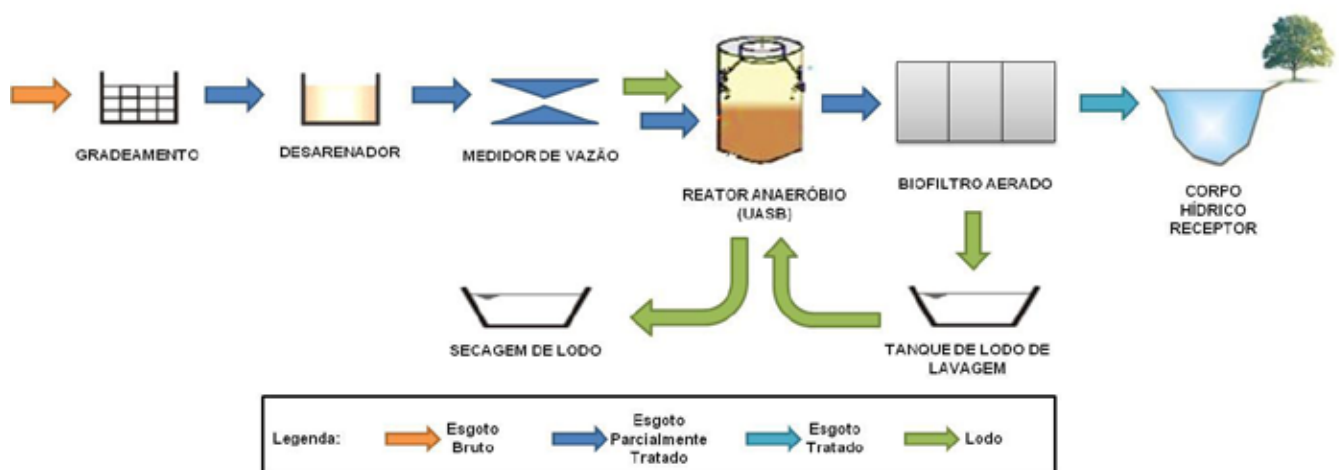 GRADEAMENTO
DESARENADOR
MEDIDOR DE VAZÃO
REATOR ANAERÓBIO
(UASB)
BIOFILTRO AERADO
CORPO
HÍDRICO
RECEPTOR
SECAGEM DE LODO
TANQUE DE LODO DE
LAVAGEM
Legenda:
Esgoto
Bruto
Esgoto
Parcialmente
Tratado
Esgoto
Tratado
Lodo